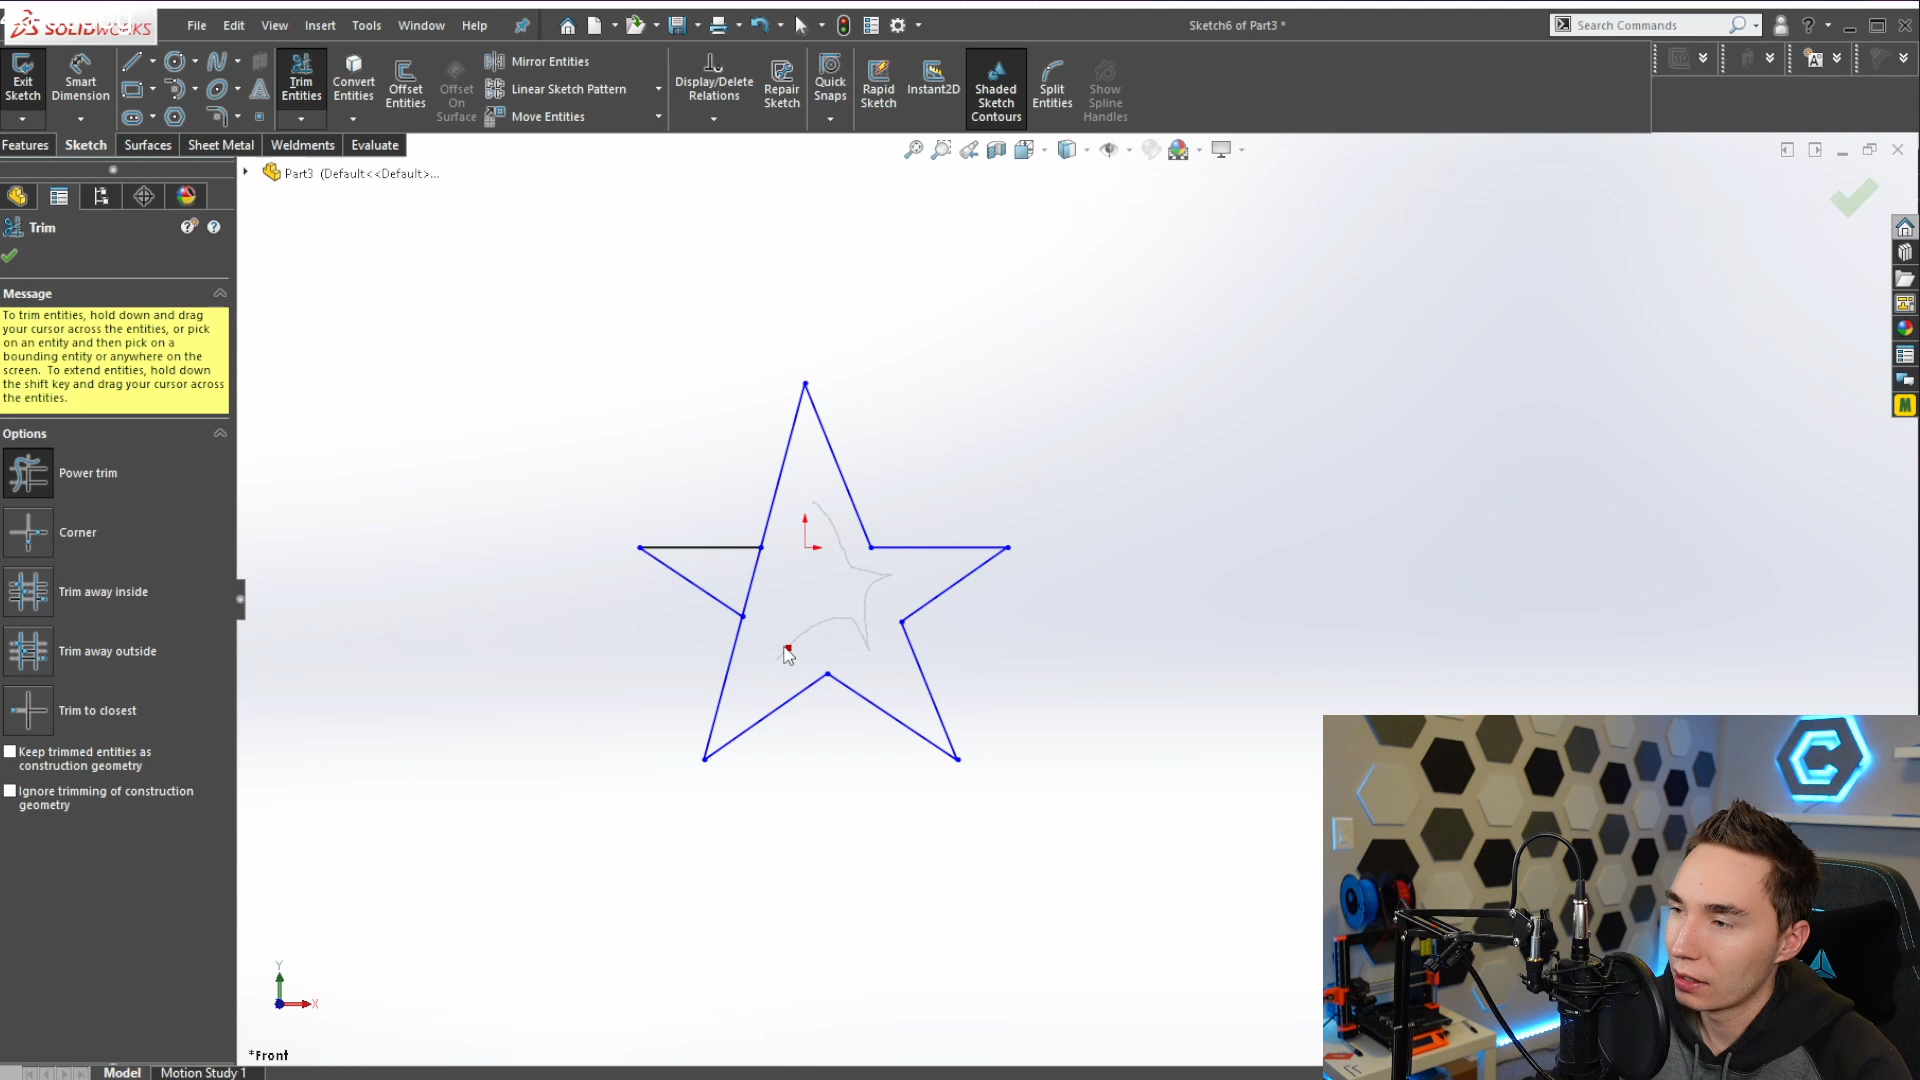 SOLIDWORKS
File Edit View Insert Tools Window Help
Sketch6 of Part3 *
Search Commands
Exit Sketch
Smart Dimension
Trim Entities
Convert Entities
Offset Entities
Offset On Surface
Mirror Entities
Linear Sketch Pattern
Move Entities
Display/Delete Relations
Repair Sketch
Quick Snaps
Rapid Sketch
Instant2D
Shaded Sketch Contours
Split Entities
Show Spline Handles
Features Sketch Surfaces Sheet Metal Weldments Evaluate
Part3 (Default<<Default>...
Trim
Message
To trim entities, hold down and drag
your cursor across the entities, or pick
on an entity and then pick on a
bounding entity or anywhere on the
screen. To extend entities, hold down
the shift key and drag your cursor across
the entities.
Options
Power trim
Corner
Trim away inside
Trim away outside
Trim to closest
Keep trimmed entities as
construction geometry
Ignore trimming of construction
geometry
Y
X
*Front
Model Motion Study 1
M
C